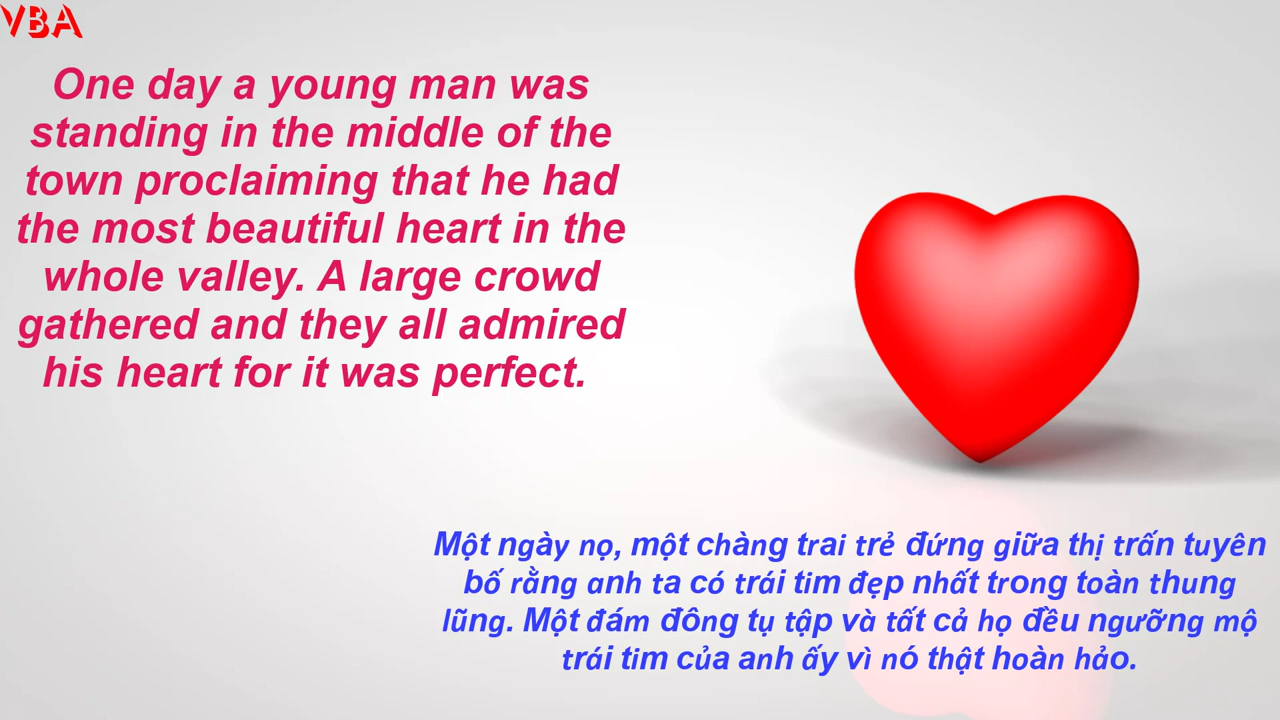 VBA
One day a young man was
standing in the middle of the
town proclaiming that he had
the most beautiful heart in the
whole valley. A large crowd
gathered and they all admired
his heart for it was perfect.
Một ngày nọ, một chàng trai trẻ đứng giữa thị trấn tuyên
bố rằng anh ta có trái tim đẹp nhất trong toàn thung
lũng. Một đám đông tụ tập và tất cả họ đều ngưỡng mộ
trái tim của anh ấy vì nó thật hoàn hảo.